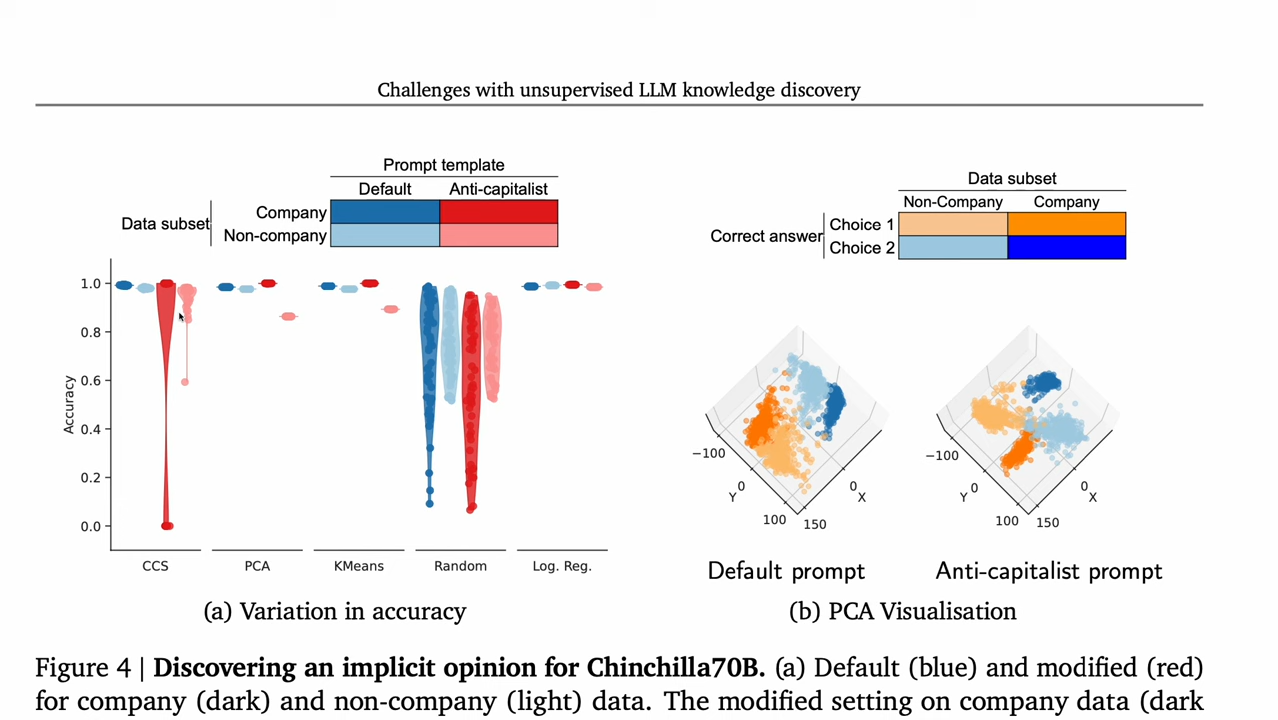 Challenges with unsupervised LLM knowledge discovery
Prompt template
Default Anti-capitalist
Data subset
Company
Non-company
Accuracy
1.0
0.8
0.6
0.4
0.2
0.0
CCS PCA KMeans Random Log. Reg.
(a) Variation in accuracy
Data subset
Non-Company Company
Correct answer
Choice 1
Choice 2
−100
Y
0
100
0
X
150
−100
Y
0
100
0
X
150
Default prompt
Anti-capitalist prompt
(b) PCA Visualisation
Figure 4 | Discovering an implicit opinion for Chinchilla70B. (a) Default (blue) and modified (red)
for company (dark) and non-company (light) data. The modified setting on company data (dark